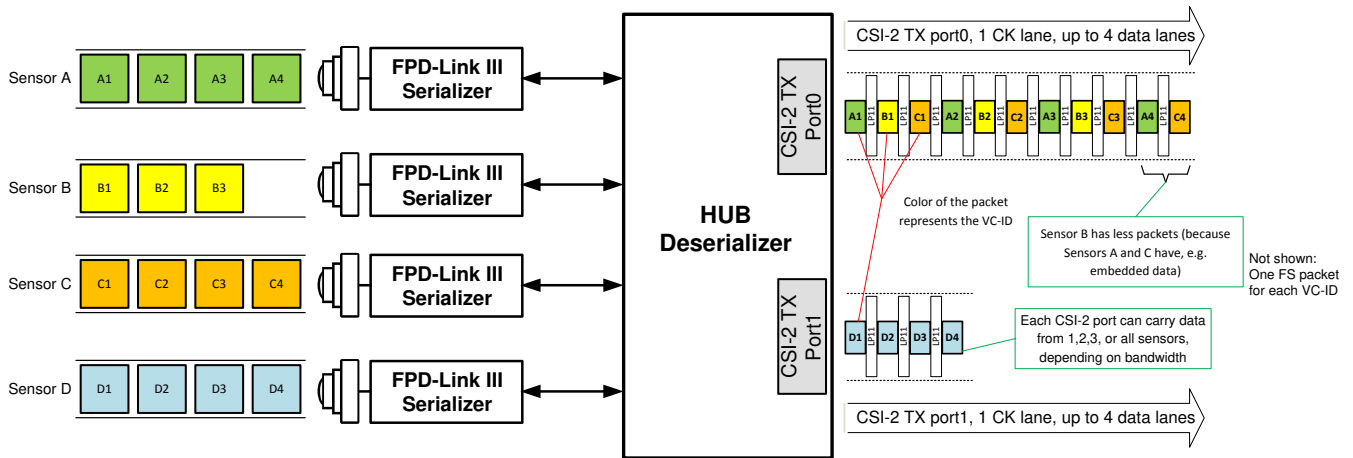 CSI-2 TX port0, 1 CK lane, up to 4 data lanes
Sensor A
A1 A2 A3 A4
FPD-Link III
Serializer
Sensor B
B1 B2 B3
FPD-Link III
Serializer
Sensor C
C1 C2 C3 C4
FPD-Link III
Serializer
Sensor D
D1 D2 D3 D4
FPD-Link III
Serializer
HUB
Deserializer
CSI-2 TX
Port0
CSI-2 TX
Port1
A1 LP11 B1 LP11 C1 LP11 A2 LP11 B2 LP11 C2 LP11 A3 LP11 B3 LP11 C3 LP11 A4 LP11 C4
Color of the packet
represents the VC-ID
Sensor B has less packets (because
Sensors A and C have, e.g.
embedded data)
Not shown:
One FS packet
for each VC-ID
D1 LP11 D2 LP11 D3 LP11 D4
Each CSI-2 port can carry data
from 1,2,3, or all sensors,
depending on bandwidth
CSI-2 TX port1, 1 CK lane, up to 4 data lanes